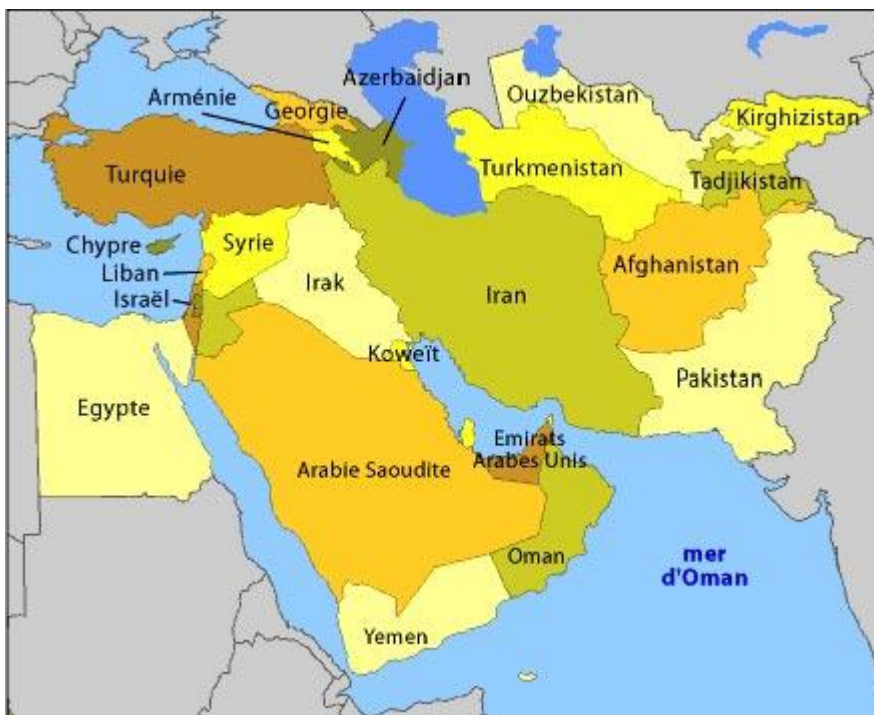 Azerbaidjan
Ouzbekistan
Arménie
Georgie
Kirghizistan
Turquie
Turkmenistan
Tadjikistan
Chypre
Syrie
Liban
Afghanistan
Israël
Irak
Iran
Koweït
Pakistan
Egypte
Emirats
Arabes Unis
Arabie Saoudite
Oman
mer
d'Oman
Yemen